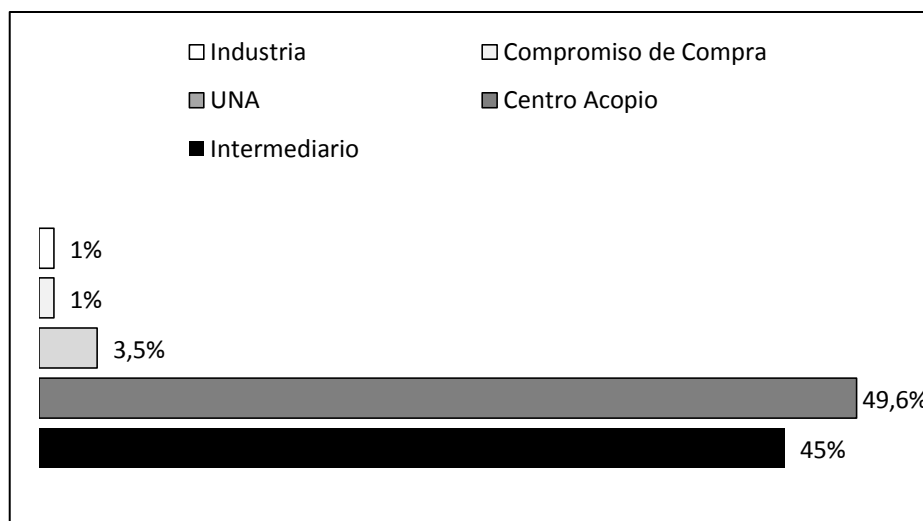 Industria
Compromiso de Compra
UNA
Centro Acopio
Intermediario
1%
1%
3,5%
49,6%
45%